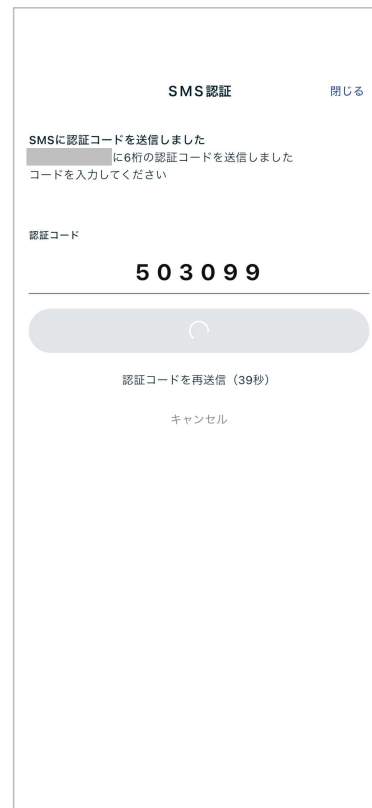 SMS認証
閉じる
SMSに認証コードを送信しました
に6桁の認証コードを送信しました
コードを入力してください
認証コード
503099
認証コードを再送信（39秒）
キャンセル